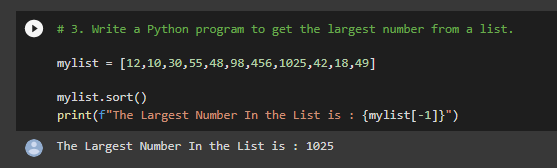 # 3. Write a Python program to get the largest number from a list.
mylist = [12,10,30,55,48,98,456,1025,42,18,49]
mylist.sort()
print(f"The Largest Number In the List is : {mylist[-1]}")
The Largest Number In the List is : 1025